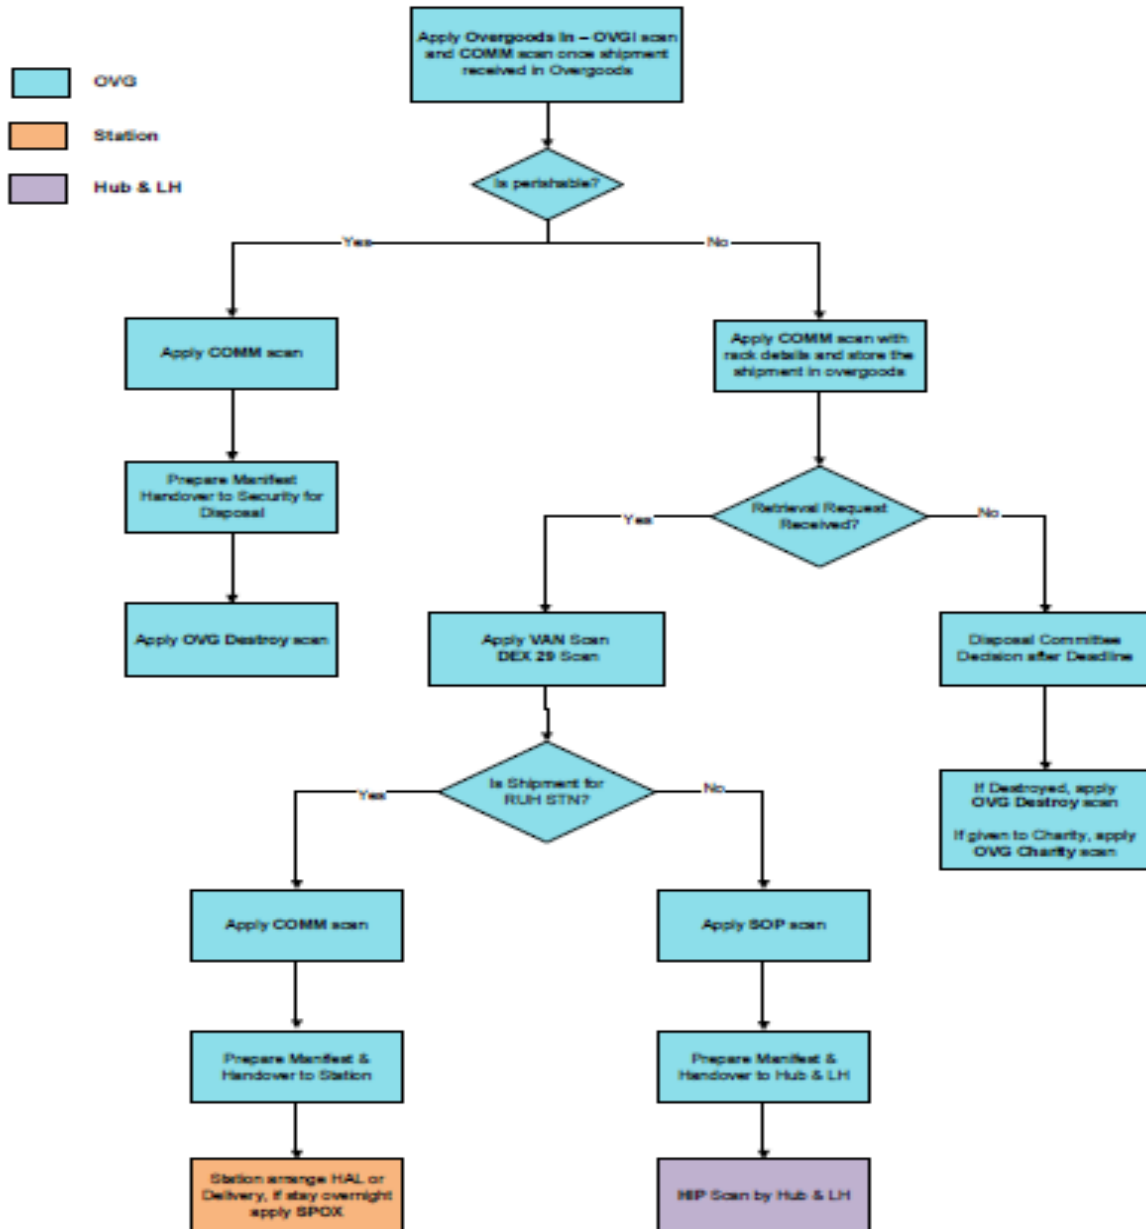 Apply Overgoods In – OVGI scan
and COMM scan once shipment
received in Overgoods
OVG
Station
Hub & LH
Is perishable?
Yes
No
Apply COMM scan
Apply COMM scan with
rack details and store the
shipment in overgoods
Prepare Manifest
Handover to Security for
Disposal
Retrieval Request
Received?
Yes
No
Apply OVG Destroy scan
Apply VAN Scan
DEX 29 Scan
Disposal Committee
Decision after Deadline
Is Shipment for
RUH STN?
Yes
No
If Destroyed, apply
OVG Destroy scan
If given to Charity, apply
OVG Charity scan
Apply COMM scan
Apply SOP scan
Prepare Manifest &
Handover to Station
Prepare Manifest &
Handover to Hub & LH
Station arrange HAL or
Delivery, if stay overnight
apply SPOX
HIP Scan by Hub & LH